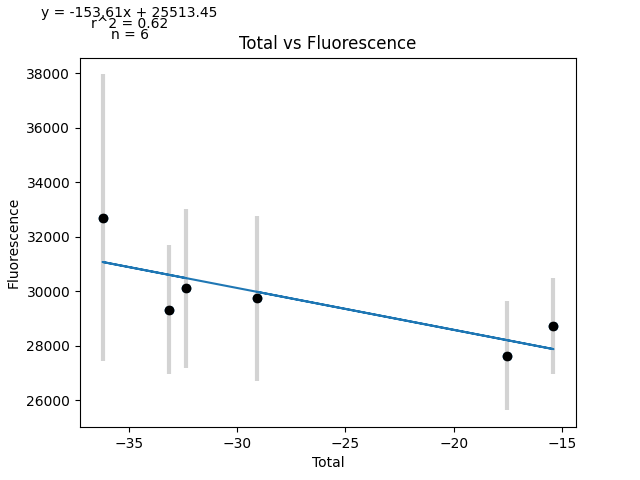 y = -153.61x + 25513.45
r^2 = 0.62
n = 6
Total vs Fluorescence
38000
36000
34000
32000
30000
28000
26000
Fluorescence
−35
−30
−25
−20
−15
Total